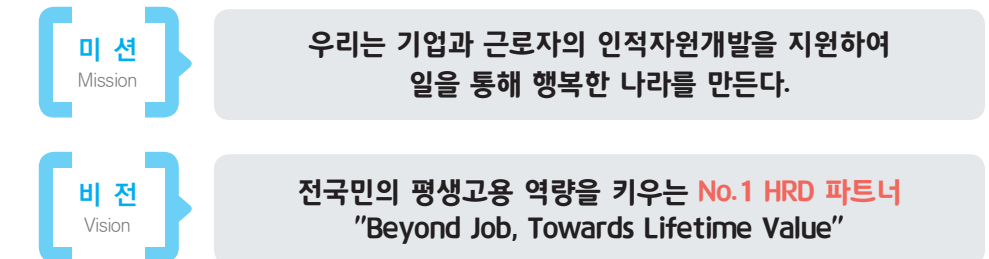 미 션
Mission
우리는 기업과 근로자의 인적자원개발을 지원하여
일을 통해 행복한 나라를 만든다.
비 전
Vision
전국민의 평생고용 역량을 키우는 No.1 HRD 파트너
"Beyond Job, Towards Lifetime Value"